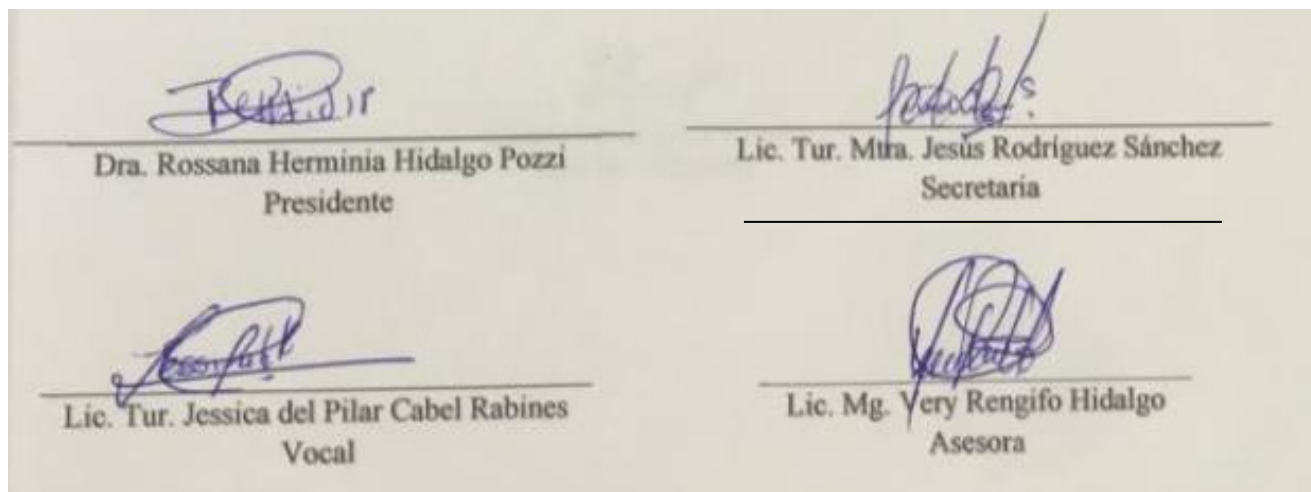 Dra. Rossana Herminia Hidalgo Pozzi
Presidente
Lic. Tur. Mtra. Jesús Rodríguez Sánchez
Secretaria
Lic. Tur. Jessica del Pilar Cabel Rabines
Vocal
Lic. Mg. Very Rengifo Hidalgo
Asesora